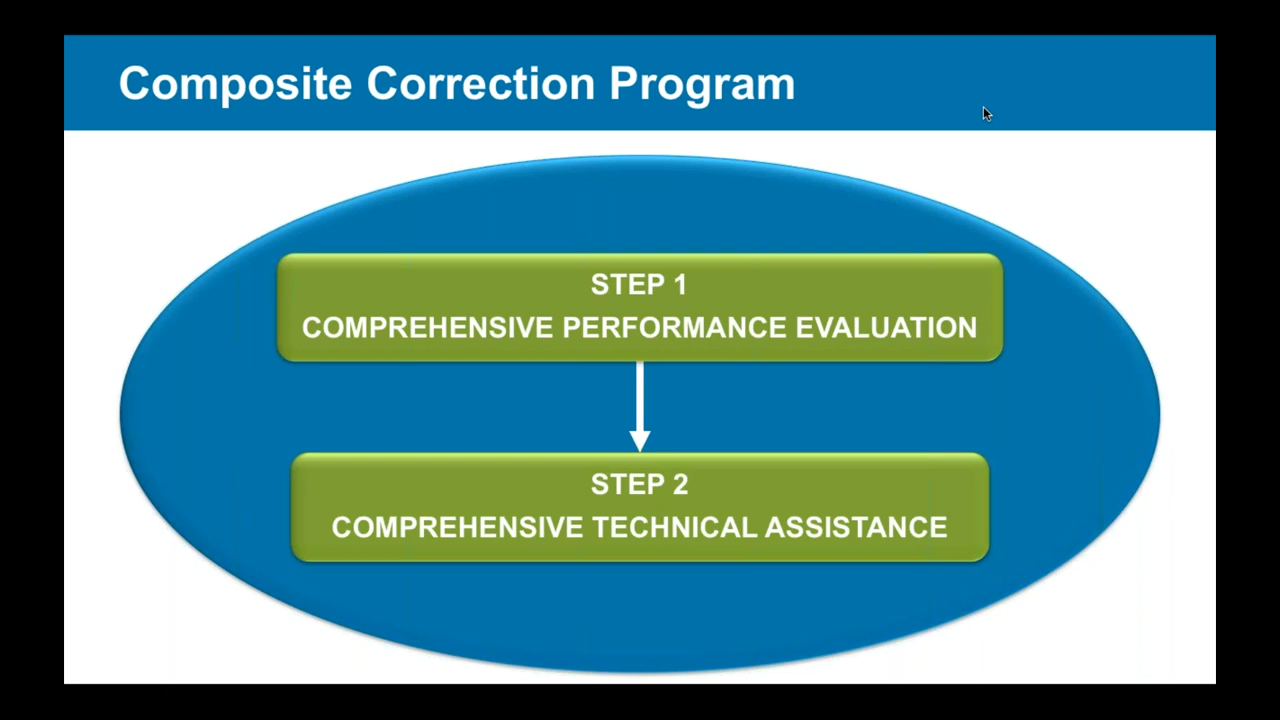 Composite Correction Program
STEP 1
COMPREHENSIVE PERFORMANCE EVALUATION
STEP 2
COMPREHENSIVE TECHNICAL ASSISTANCE